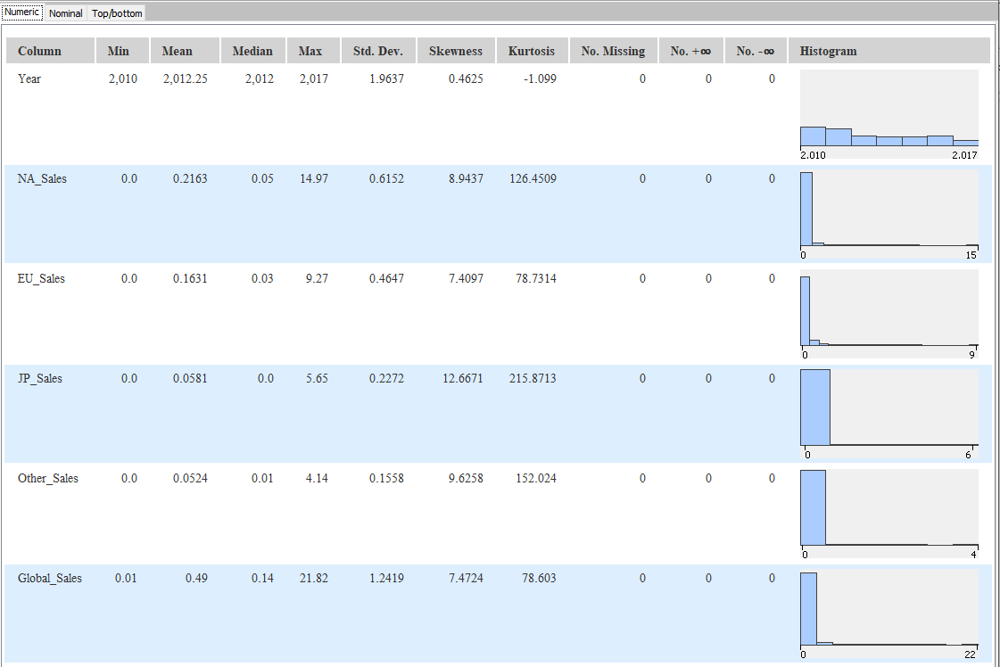 Numeric Nominal Top/bottom
Column Min Mean Median Max Std. Dev. Skewness Kurtosis No. Missing No. +∞ No. -∞ Histogram
Year 2,010 2,012.25 2,012 2,017 1.9637 0.4625 -1.099 0 0 0
2.010 2.017
NA_Sales 0.0 0.2163 0.05 14.97 0.6152 8.9437 126.4509 0 0 0
0 15
EU_Sales 0.0 0.1631 0.03 9.27 0.4647 7.4097 78.7314 0 0 0
0 9
JP_Sales 0.0 0.0581 0.0 5.65 0.2272 12.6671 215.8713 0 0 0
0 6
Other_Sales 0.0 0.0524 0.01 4.14 0.1558 9.6258 152.024 0 0 0
0 4
Global_Sales 0.01 0.49 0.14 21.82 1.2419 7.4724 78.603 0 0 0
0 22